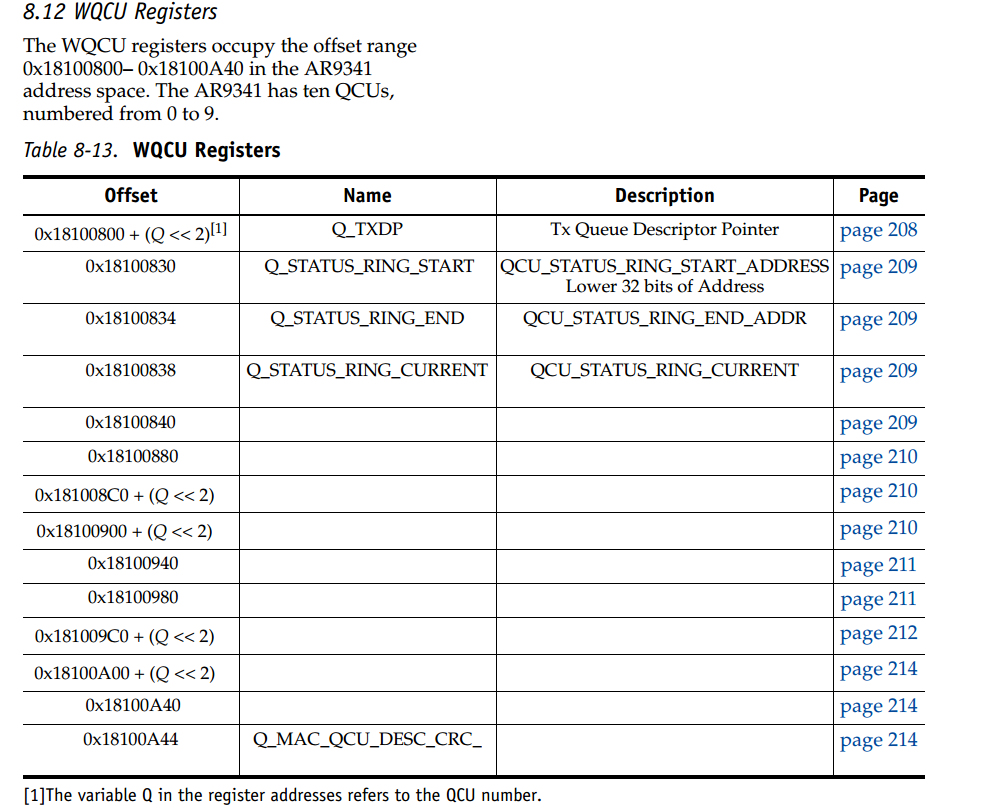 8.12 WQCU Registers
The WQCU registers occupy the offset range
0x18100800– 0x18100A40 in the AR9341
address space. The AR9341 has ten QCUs,
numbered from 0 to 9.
Table 8-13. WQCU Registers
Offset Name Description Page
0x18100800 + (Q << 2)[1] Q_TXDP Tx Queue Descriptor Pointer page 208
0x18100830 Q_STATUS_RING_START QCU_STATUS_RING_START_ADDRESS page 209
Lower 32 bits of Address
0x18100834 Q_STATUS_RING_END QCU_STATUS_RING_END_ADDR page 209
0x18100838 Q_STATUS_RING_CURRENT QCU_STATUS_RING_CURRENT page 209
0x18100840 page 209
0x18100880 page 210
0x181008C0 + (Q << 2) page 210
0x18100900 + (Q << 2) page 210
0x18100940 page 211
0x18100980 page 211
0x181009C0 + (Q << 2) page 212
0x18100A00 + (Q << 2) page 214
0x18100A40 page 214
0x18100A44 Q_MAC_QCU_DESC_CRC_ page 214
[1]The variable Q in the register addresses refers to the QCU number.